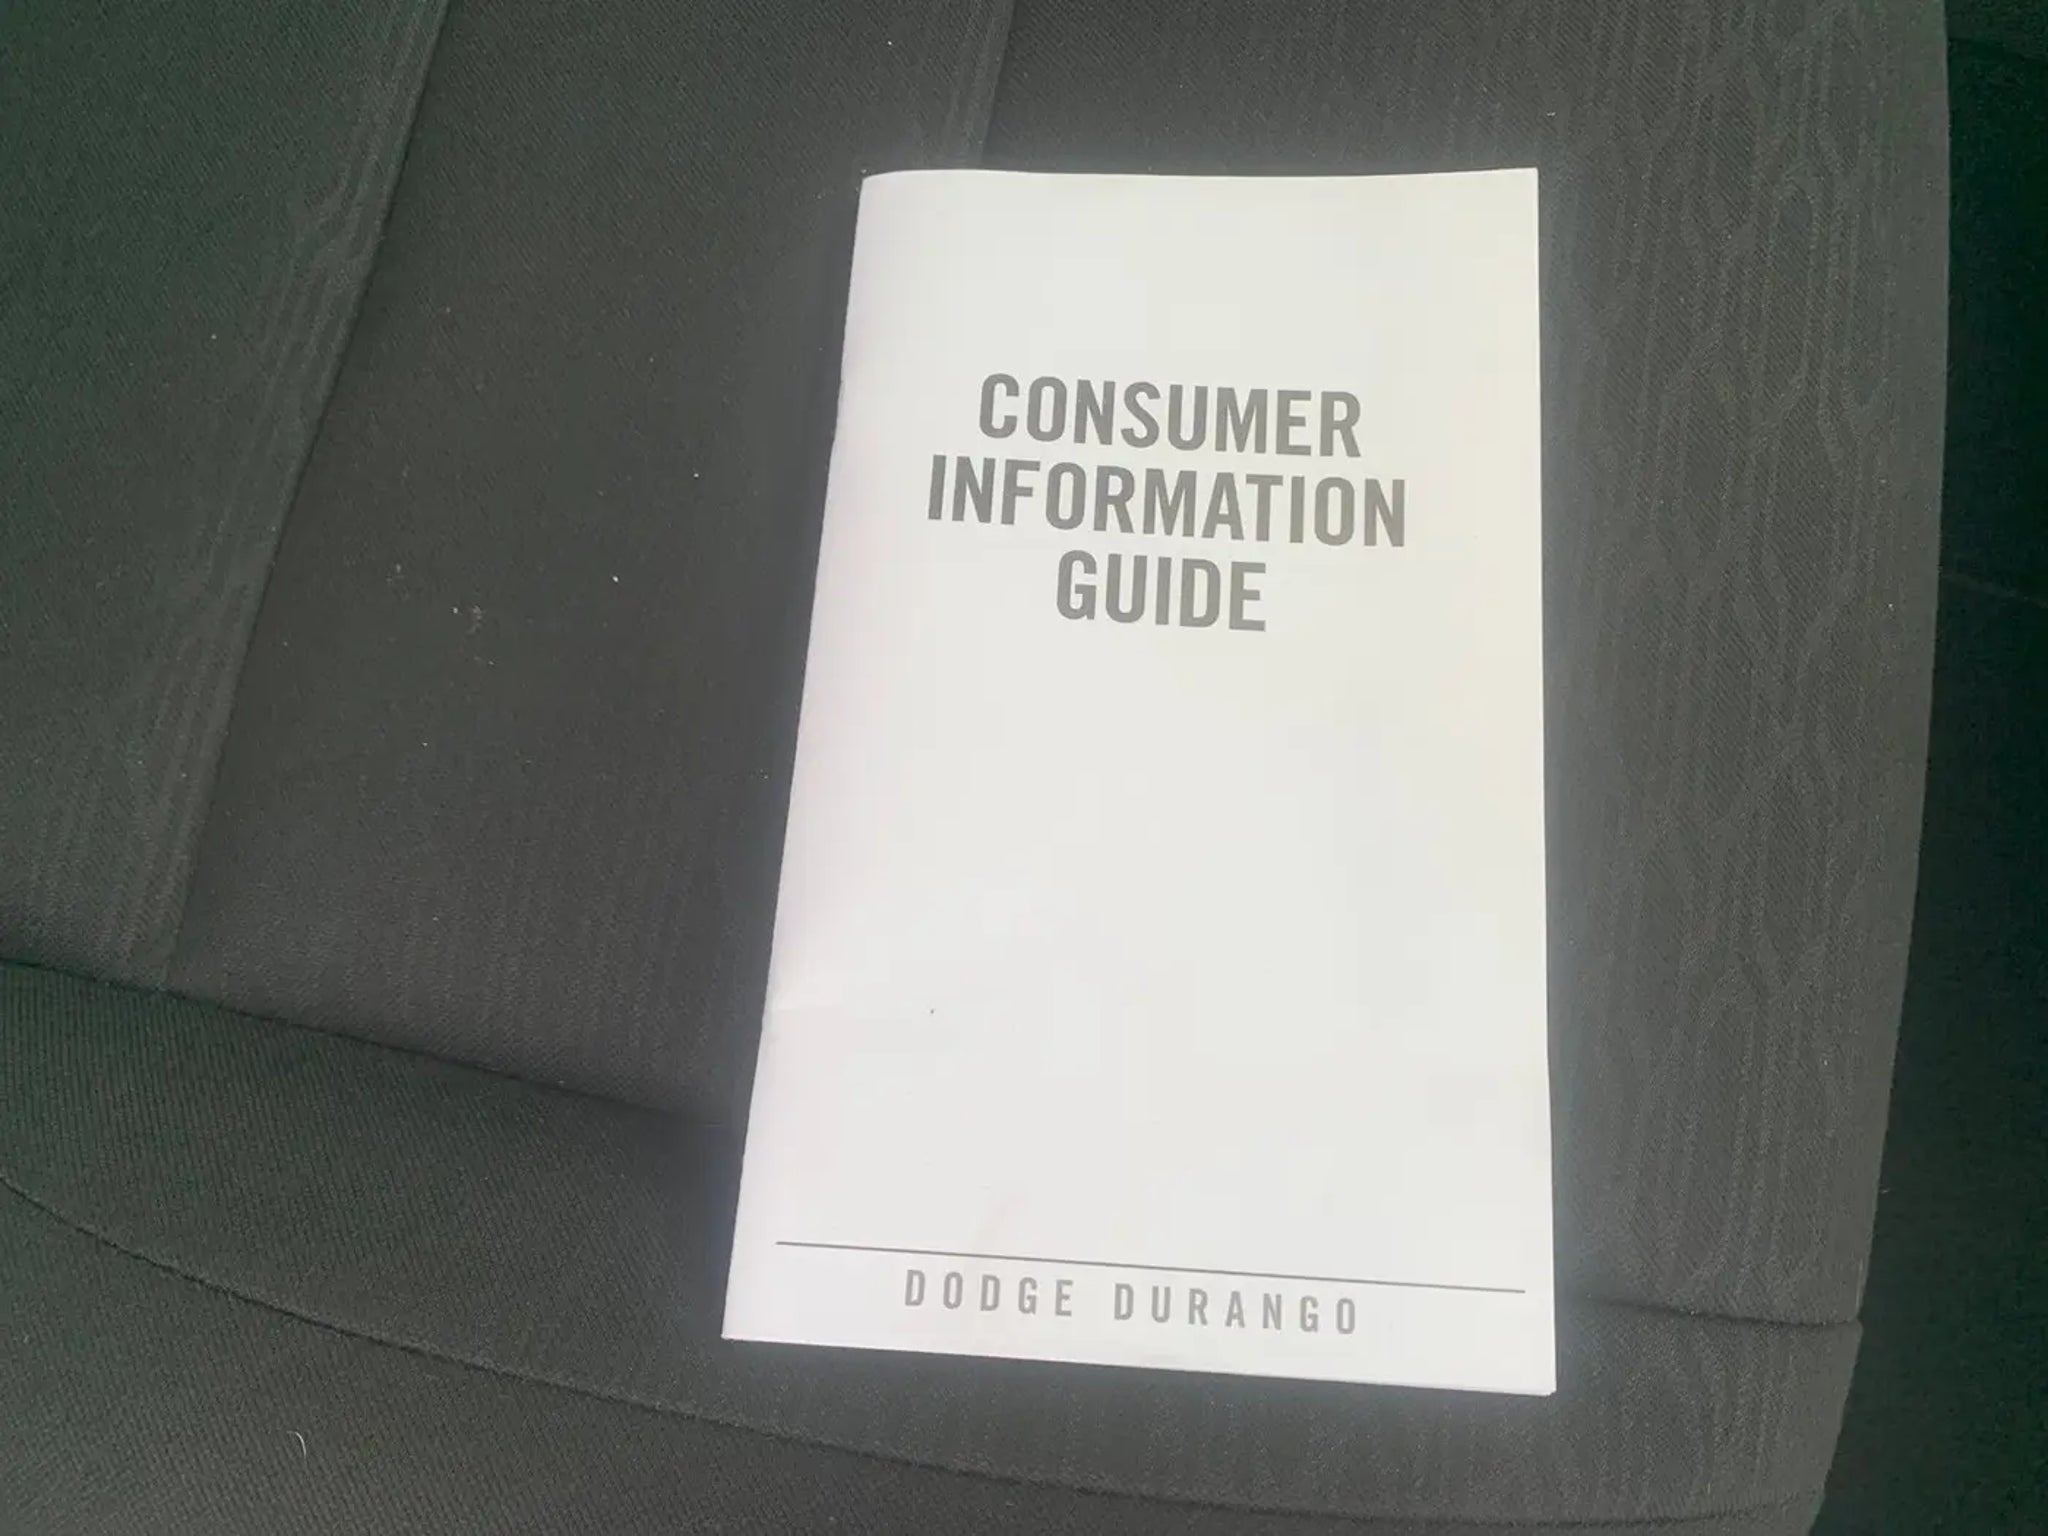 CONSUMER
INFORMATION
GUIDE
DODGE DURANGO